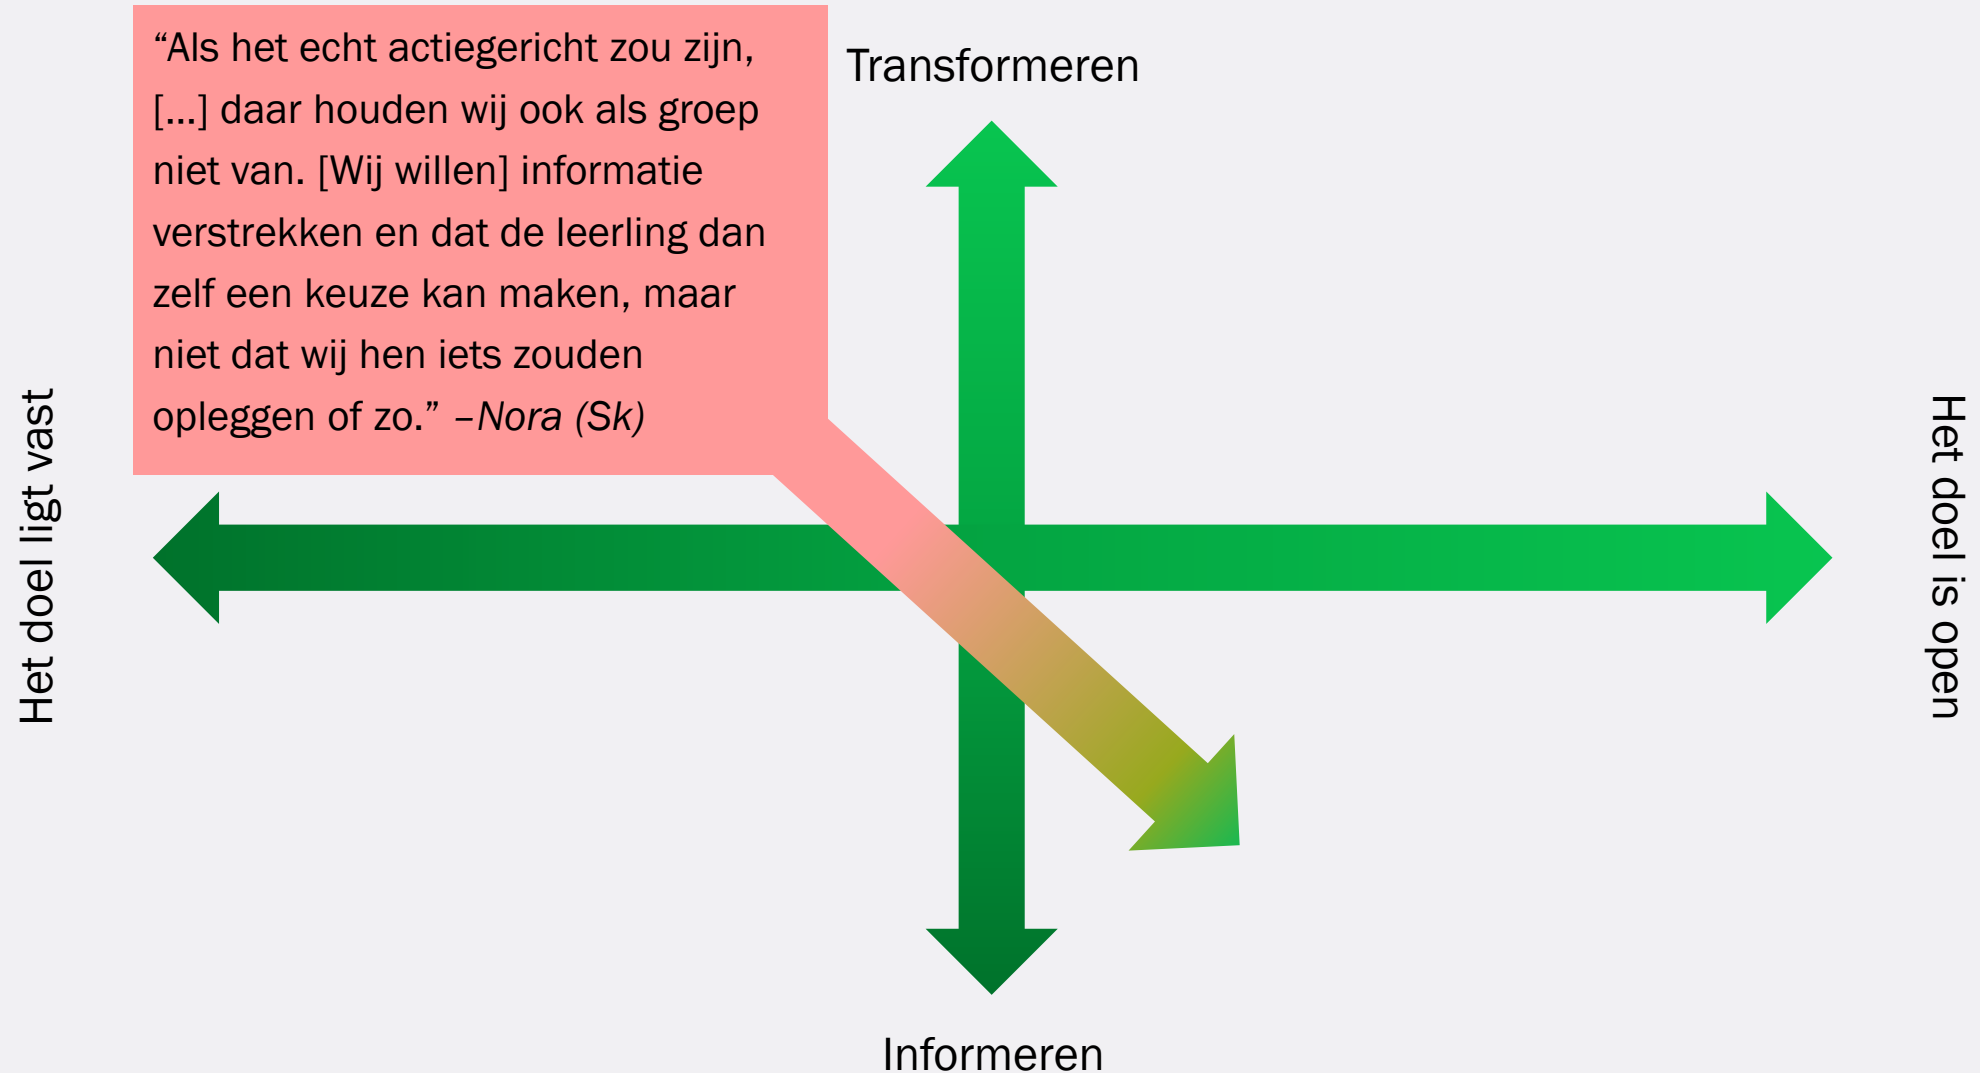 “Als het echt actiegericht zou zijn,
[…] daar houden wij ook als groep
niet van. [Wij willen] informatie
verstrekken en dat de leerling dan
zelf een keuze kan maken, maar
niet dat wij hen iets zouden
opleggen of zo.” –Nora (Sk)
Transformeren
Het doel ligt vast
Het doel is open
Informeren